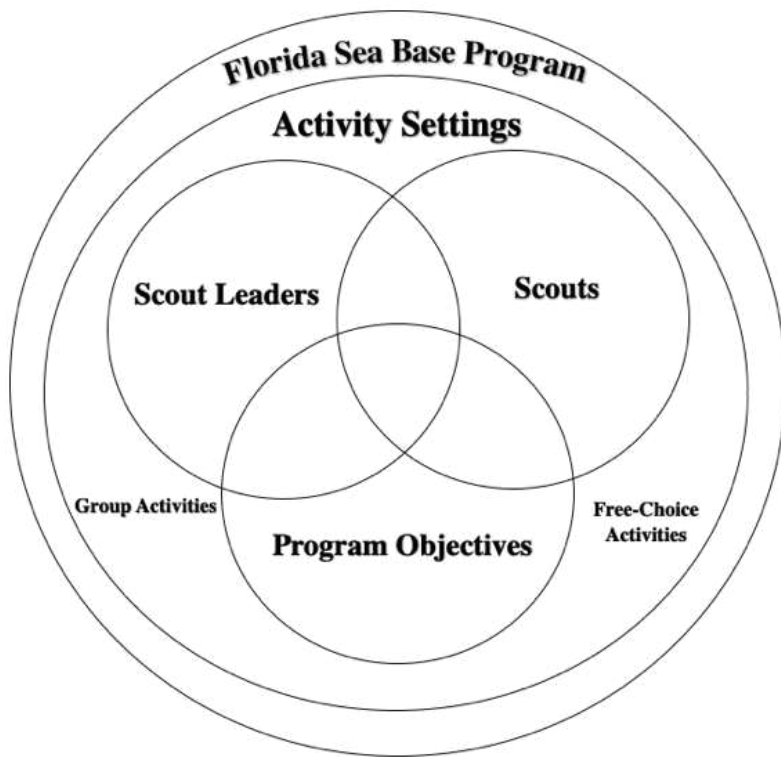 Florida Sea Base Program
Activity Settings
Scout Leaders
Scouts
Group Activities
Free-Choice
Activities
Program Objectives